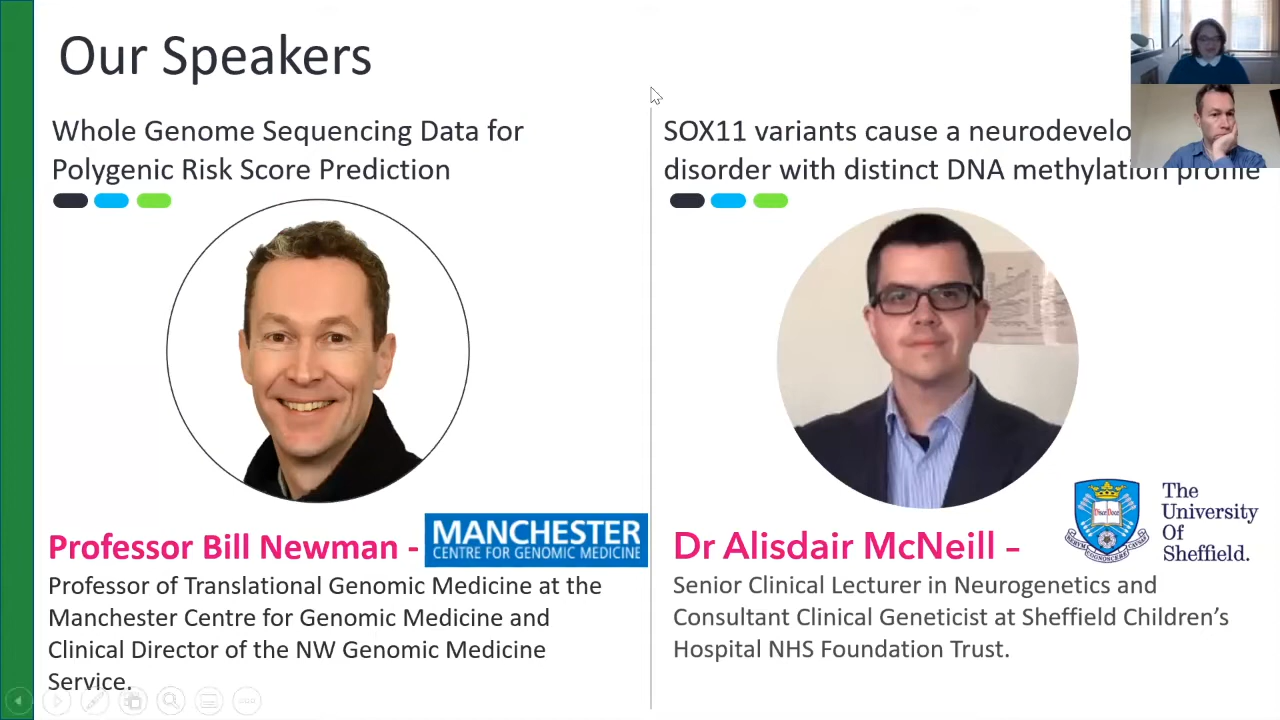 Our Speakers
Whole Genome Sequencing Data for
Polygenic Risk Score Prediction
Professor Bill Newman -
MANCHESTER
CENTRE FOR GENOMIC MEDICINE
Professor of Translational Genomic Medicine at the
Manchester Centre for Genomic Medicine and
Clinical Director of the NW Genomic Medicine
Service.
SOX11 variants cause a neurodevelo
disorder with distinct DNA methylation profile
Dr Alisdair McNeill –
The
University
Of
Sheffield.
Senior Clinical Lecturer in Neurogenetics and
Consultant Clinical Geneticist at Sheffield Children's
Hospital NHS Foundation Trust.